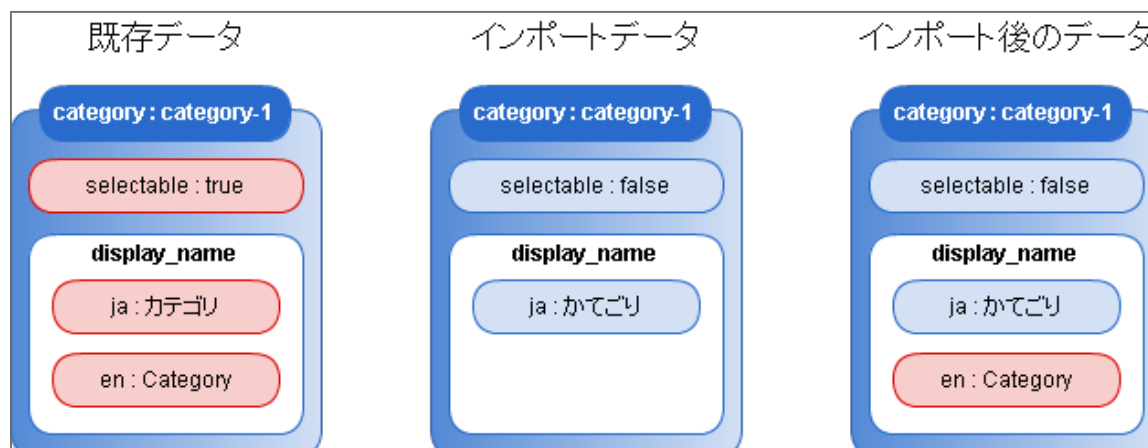 既存データ
インポートデータ
インポート後のデータ
category : category-1
selectable : true
display_name
ja : カテゴリ
en : Category
category : category-1
selectable : false
display_name
ja : かてごり
category : category-1
selectable : false
display_name
ja : かてごり
en : Category